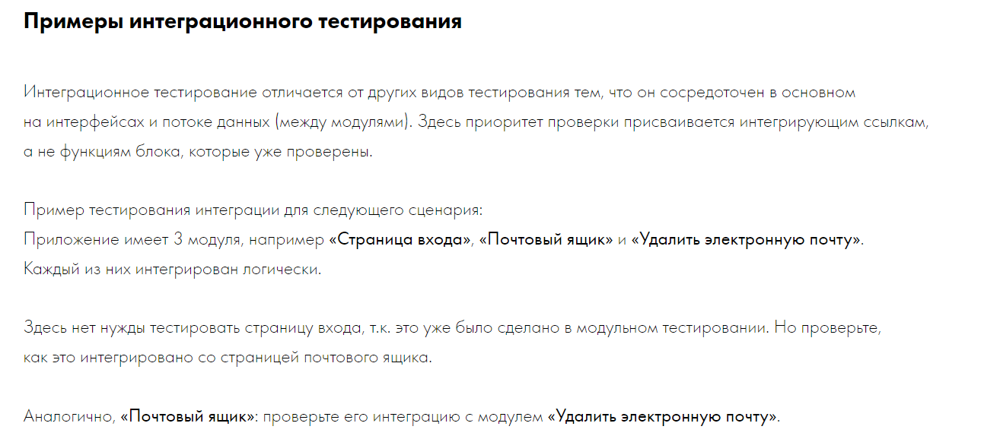 Примеры интеграционного тестирования
Интеграционное тестирование отличается от других видов тестирования тем, что он сосредоточен в основном
на интерфейсах и потоке данных (между модулями). Здесь приоритет проверки присваивается интегрирующим ссылкам,
а не функциям блока, которые уже проверены.
Пример тестирования интеграции для следующего сценария:
Приложение имеет 3 модуля, например «Страница входа», «Почтовый ящик» и «Удалить электронную почту».
Каждый из них интегрирован логически.
Здесь нет нужды тестировать страницу входа, т.к. это уже было сделано в модульном тестировании. Но проверьте,
как это интегрировано со страницей почтового ящика.
Аналогично, «Почтовый ящик»: проверьте его интеграцию с модулем «Удалить электронную почту».